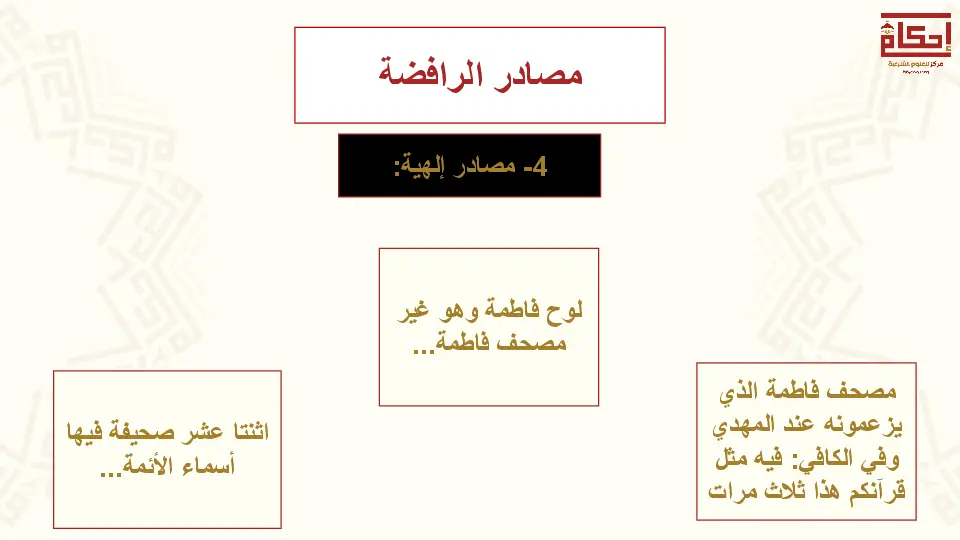 إحكام
مركز للعلوم الشرعية
مصادر الرافضة
4- مصادر إلهية:
مصحف فاطمة الذي
يزعمونه عند المهدي
وفي الكافي: فيه مثل
قرآنكم هذا ثلاث مرات
لوح فاطمة وهو غير
مصحف فاطمة...
اثنتا عشر صحيفة فيها
أسماء الأئمة...